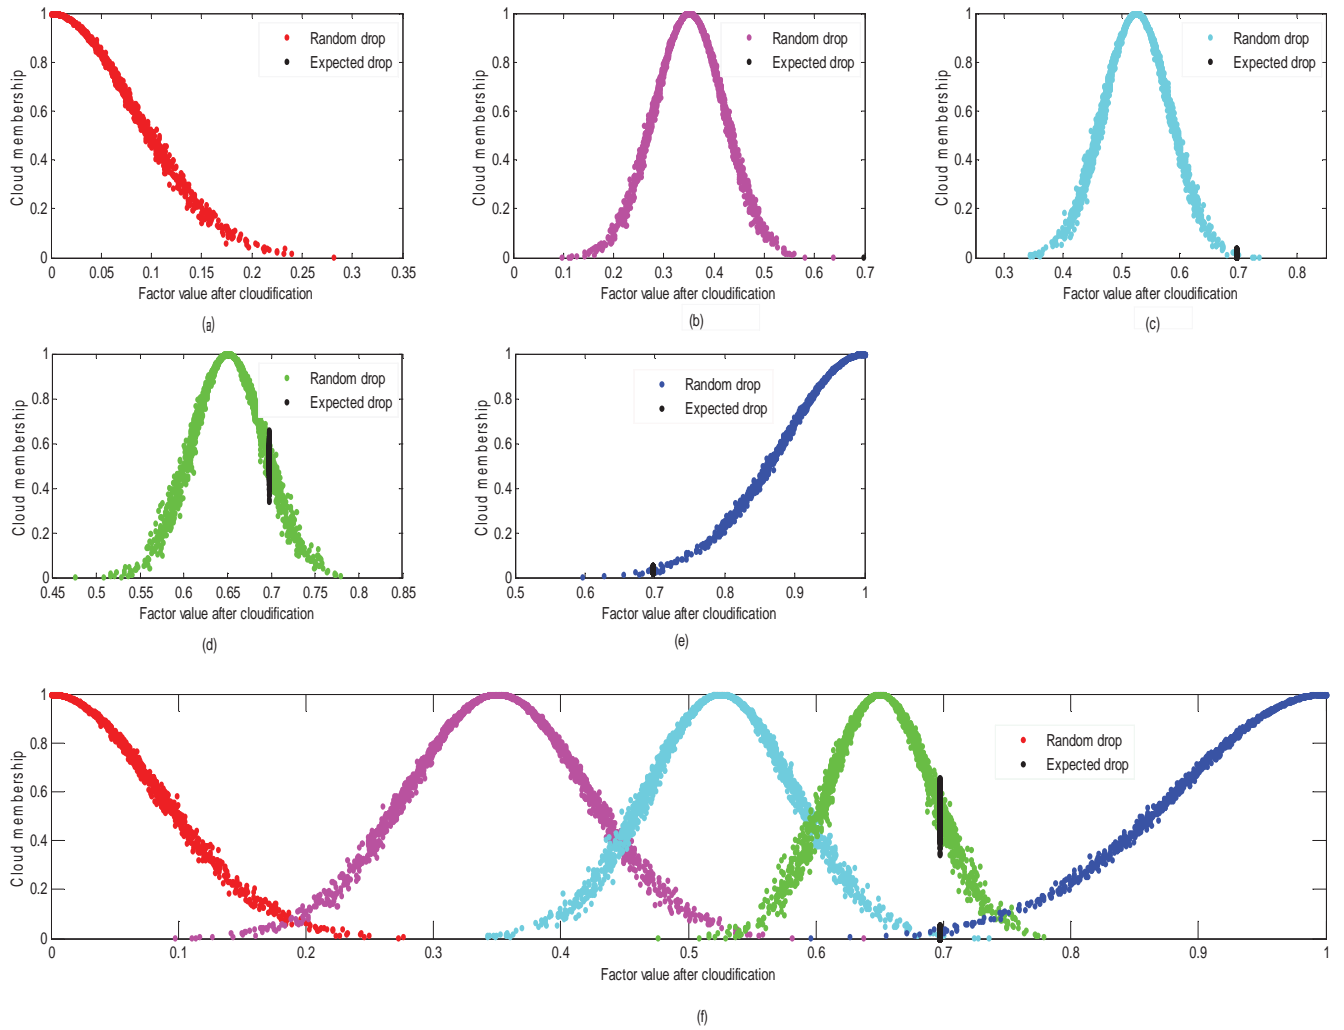 1
0.8
0.6
0.4
0.2
0
Cloud membership
Random drop
Expected drop
0 0.05 0.1 0.15 0.2 0.25 0.3 0.35
Factor value after cloudification
(a)
1
0.8
0.6
0.4
0.2
0
Cloud membership
Random drop
Expected drop
0 0.1 0.2 0.3 0.4 0.5 0.6 0.7
Factor value after cloudification
(b)
1
0.8
0.6
0.4
0.2
0
Cloud membership
Random drop
Expected drop
0.3 0.4 0.5 0.6 0.7 0.8
Factor value after cloudification
(c)
1
0.8
0.6
0.4
0.2
0
Cloud membership
Random drop
Expected drop
0.45 0.5 0.55 0.6 0.65 0.7 0.75 0.8 0.85
Factor value after cloudification
(d)
1
0.8
0.6
0.4
0.2
0
Cloud membership
Random drop
Expected drop
0.5 0.6 0.7 0.8 0.9 1
Factor value after cloudification
(e)
1
0.8
0.6
0.4
0.2
0
Cloud membership
Random drop
Expected drop
0 0.1 0.2 0.3 0.4 0.5 0.6 0.7 0.8 0.9 1
Factor value after cloudification
(f)